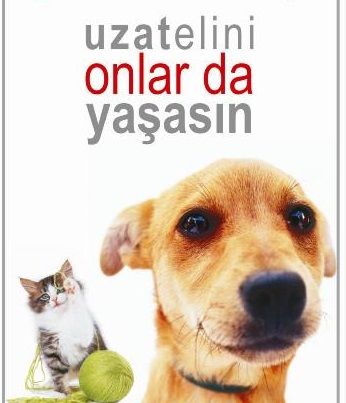 uzatelini
onlar da
yaşasın